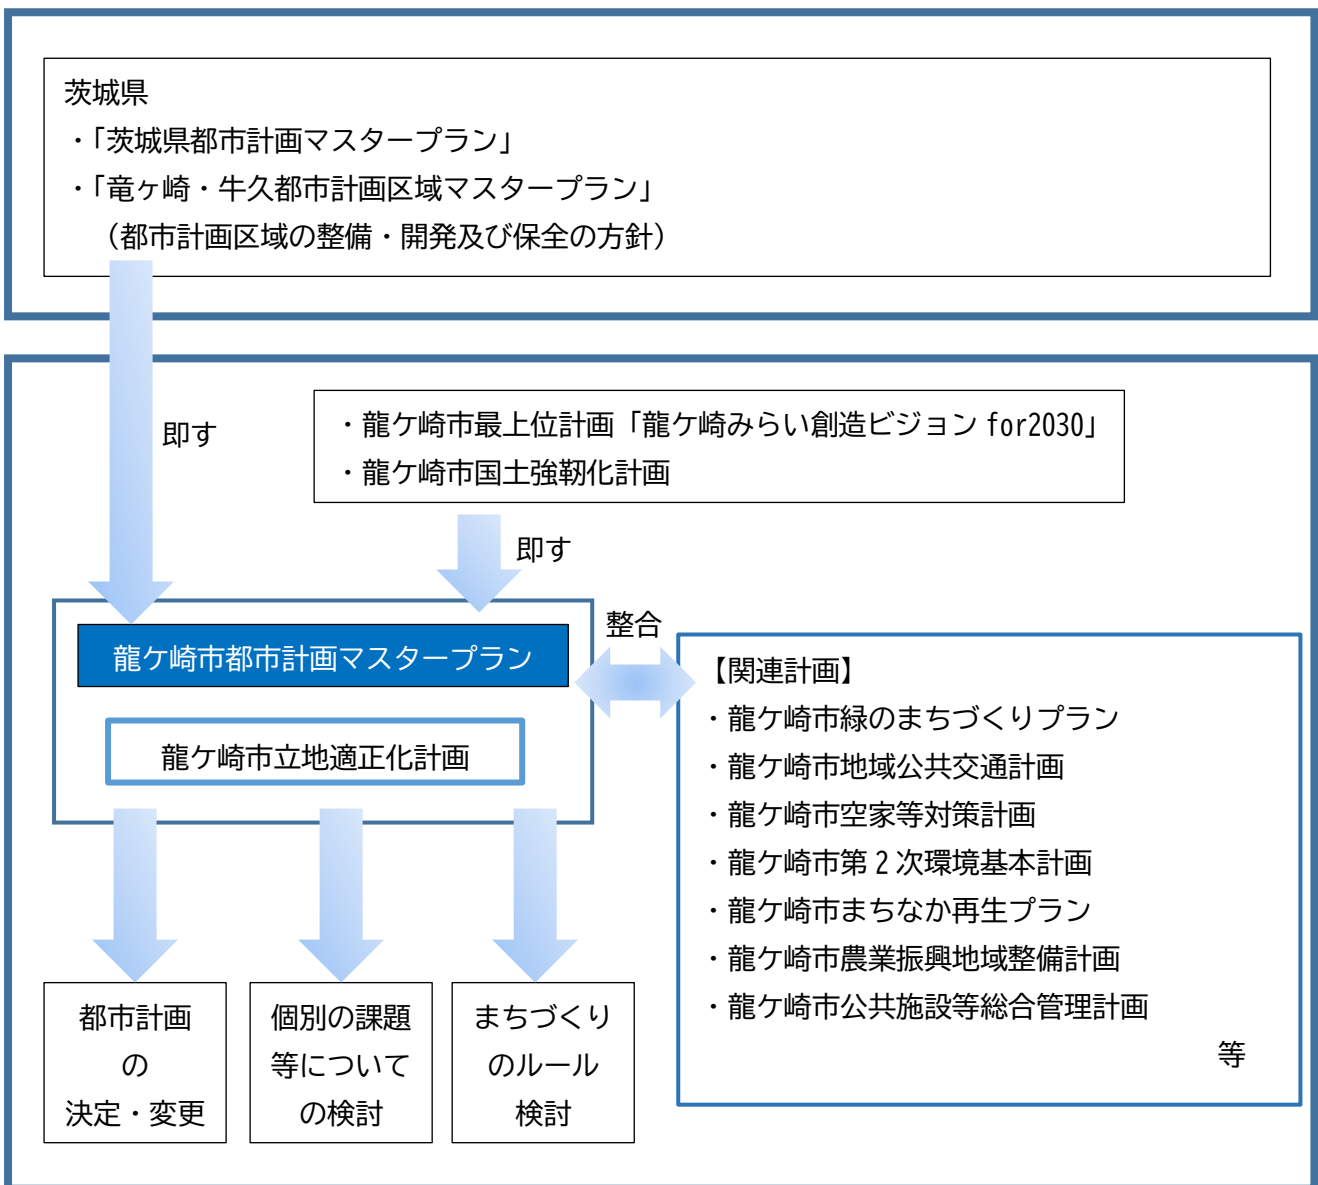 茨城県
・「茨城県都市計画マスタープラン」
・「竜ヶ崎・牛久都市計画区域マスタープラン」
（都市計画区域の整備・開発及び保全の方針）
即す
・龍ケ崎市最上位計画「龍ケ崎みらい創造ビジョン for2030」
・龍ケ崎市国土強靭化計画
即す
整合
龍ケ崎市都市計画マスタープラン
龍ケ崎市立地適正化計画
【関連計画】
・龍ケ崎市緑のまちづくりプラン
・龍ケ崎市地域公共交通計画
・龍ケ崎市空家等対策計画
・龍ケ崎市第２次環境基本計画
・龍ケ崎市まちなか再生プラン
・龍ケ崎市農業振興地域整備計画
・龍ケ崎市公共施設等総合管理計画
等
都市計画
の
決定・変更
個別の課題
等について
の検討
まちづくり
のルール
検討